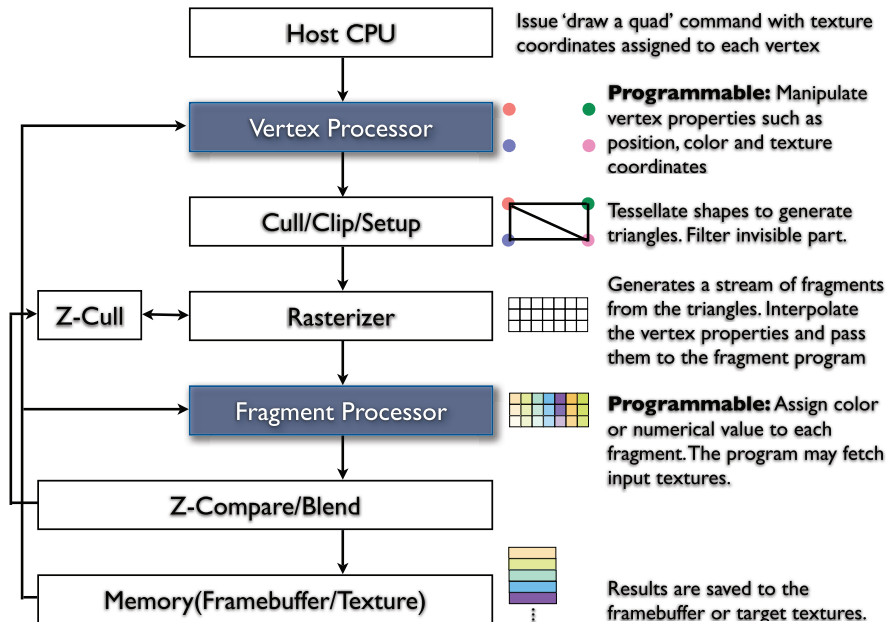 Host CPU
Issue ‘draw a quad’ command with texture
coordinates assigned to each vertex
Vertex Processor
Programmable: Manipulate
vertex properties such as
position, color and texture
coordinates
Cull/Clip/Setup
Tessellate shapes to generate
triangles. Filter invisible part.
Z-Cull
Rasterizer
Generates a stream of fragments
from the triangles. Interpolate
the vertex properties and pass
them to the fragment program
Fragment Processor
Programmable: Assign color
or numerical value to each
fragment. The program may fetch
input textures.
Z-Compare/Blend
Memory(Framebuffer/Texture)
Results are saved to the
framebuffer or target textures.